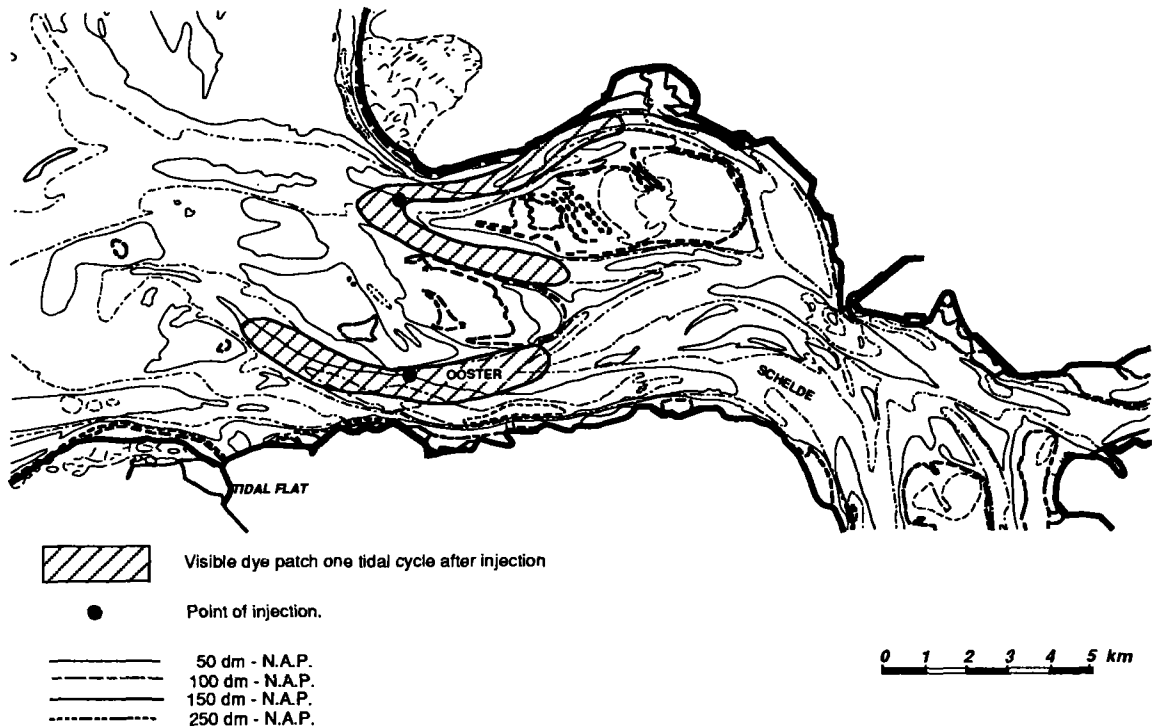 OOSTER
SCHELDE
TIDAL FLAT
Visible dye patch one tidal cycle after injection
Point of injection.
50 dm - N.A.P.
100 dm - N.A.P.
150 dm - N.A.P.
250 dm - N.A.P.
0 1 2 3 4 5 km